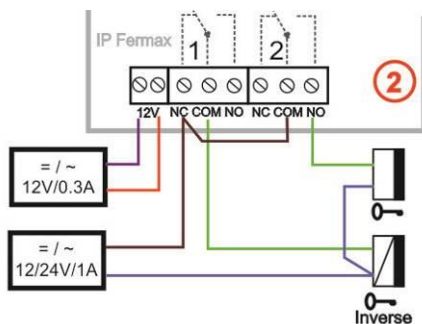 IP Fermax
1 2
2
12V NC COM NO NC COM NO
= / ~
12V/0.3A
= / ~
12/24V/1A
Inverse